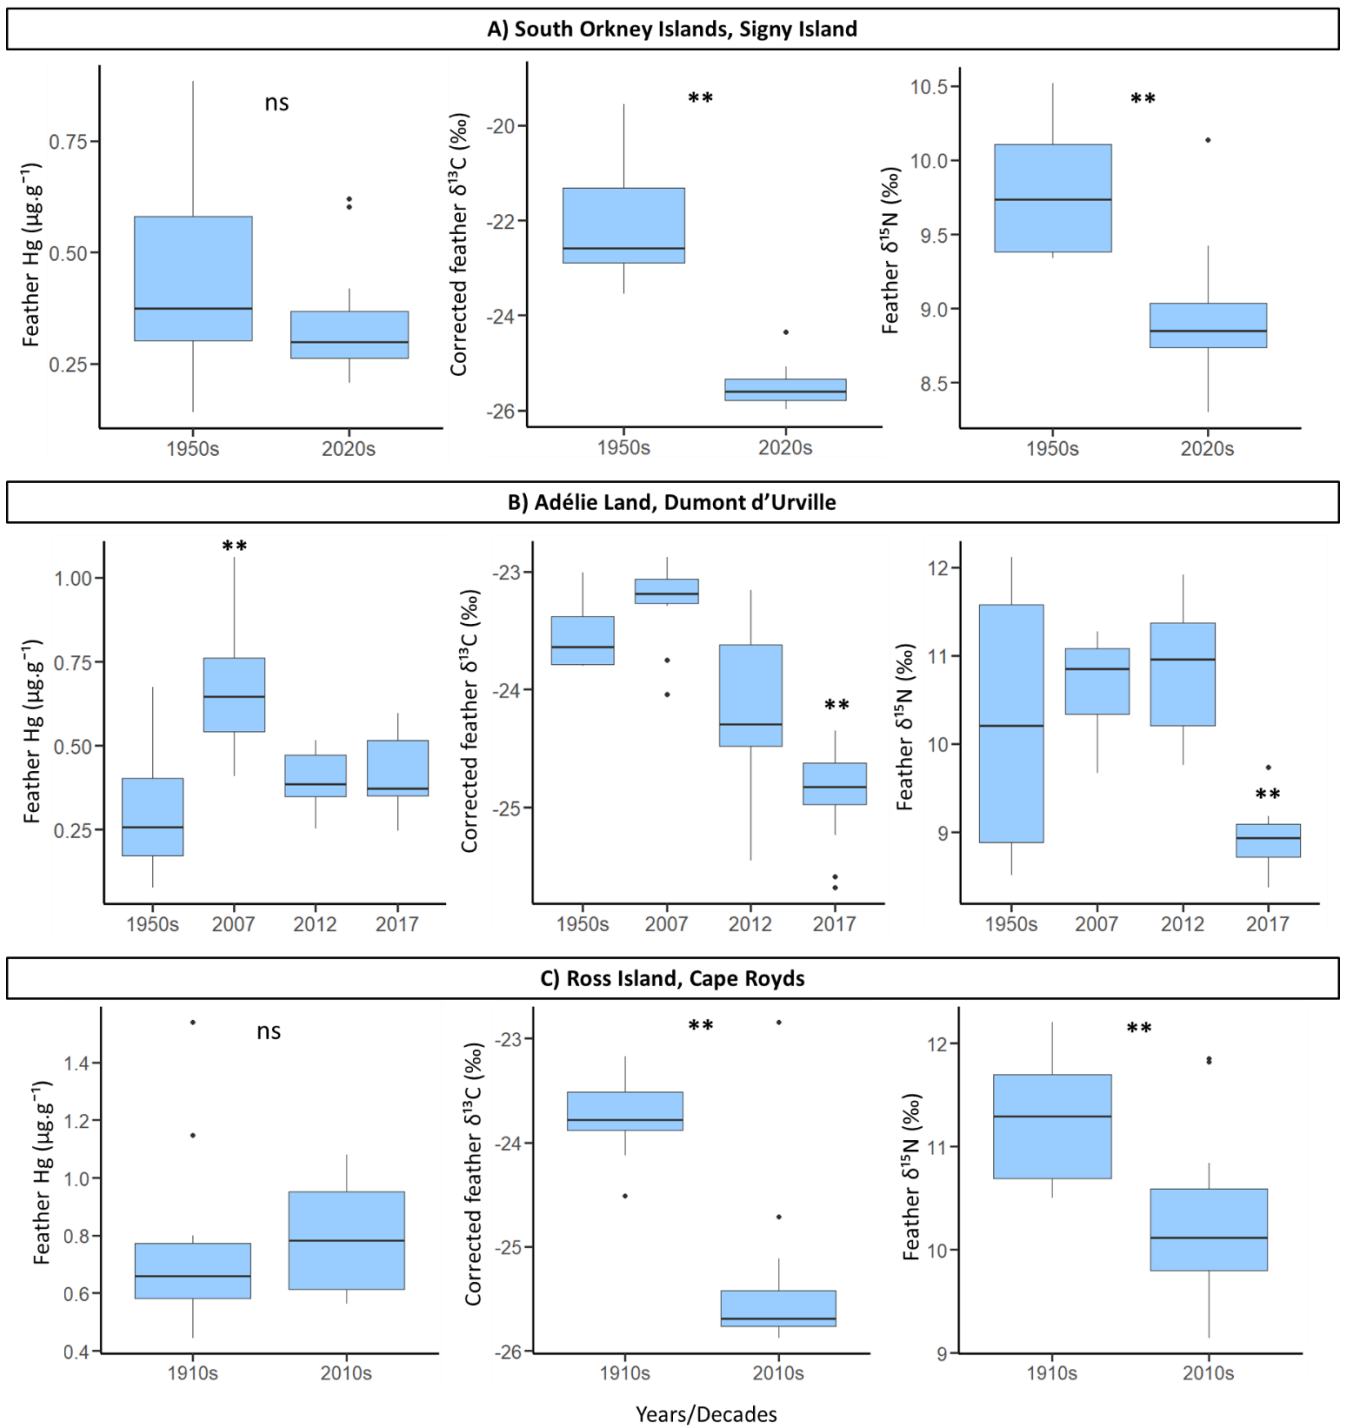 A) South Orkney Islands, Signy Island
Feather Hg (µg.g⁻¹)
ns
0.75
0.50
0.25
1950s
2020s
Corrected feather δ¹³C (‰)
**
-20
-22
-24
-26
1950s
2020s
Feather δ¹⁵N (‰)
**
10.5
10.0
9.5
9.0
8.5
1950s
2020s
B) Adélie Land, Dumont d’Urville
Feather Hg (µg.g⁻¹)
**
1.00
0.75
0.50
0.25
1950s
2007
2012
2017
Corrected feather δ¹³C (‰)
**
-23
-24
-25
1950s
2007
2012
2017
Feather δ¹⁵N (‰)
**
12
11
10
9
1950s
2007
2012
2017
C) Ross Island, Cape Royds
Feather Hg (µg.g⁻¹)
ns
1.4
1.2
1.0
0.8
0.6
0.4
1910s
2010s
Corrected feather δ¹³C (‰)
**
-23
-24
-25
-26
1910s
2010s
Feather δ¹⁵N (‰)
**
12
11
10
9
1910s
2010s
Years/Decades